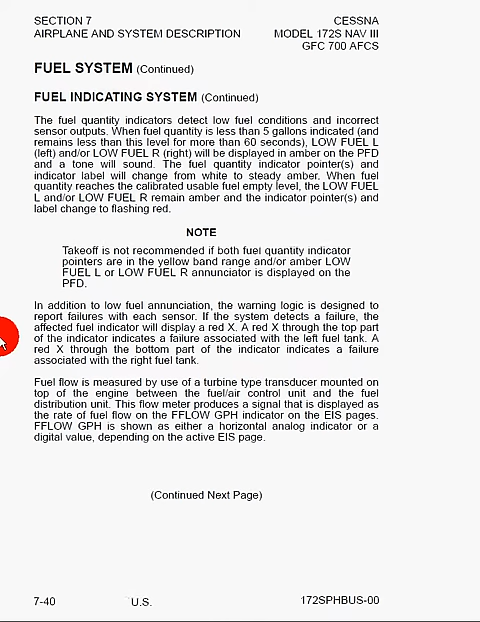 SECTION 7
CESSNA
AIRPLANE AND SYSTEM DESCRIPTION
MODEL 172S NAV III
GFC 700 AFCS
FUEL SYSTEM (Continued)
FUEL INDICATING SYSTEM (Continued)
The fuel quantity indicators detect low fuel conditions and incorrect
sensor outputs. When fuel quantity is less than 5 gallons indicated (and
remains less than this level for more than 60 seconds), LOW FUEL L
(left) and/or LOW FUEL R (right) will be displayed in amber on the PFD
and a tone will sound. The fuel quantity indicator pointer(s) and
indicator label will change from white to steady amber. When fuel
quantity reaches the calibrated usable fuel empty level, the LOW FUEL
L and/or LOW FUEL R remain amber and the indicator pointer(s) and
label change to flashing red.
NOTE
Takeoff is not recommended if both fuel quantity indicator
pointers are in the yellow band range and/or amber LOW
FUEL L or LOW FUEL R annunciator is displayed on the
PFD.
In addition to low fuel annunciation, the warning logic is designed to
report failures with each sensor. If the system detects a failure, the
affected fuel indicator will display a red X. A red X through the top part
of the indicator indicates a failure associated with the left fuel tank. A
red X through the bottom part of the indicator indicates a failure
associated with the right fuel tank.
Fuel flow is measured by use of a turbine type transducer mounted on
top of the engine between the fuel/air control unit and the fuel
distribution unit. This flow meter produces a signal that is displayed as
the rate of fuel flow on the FFLOW GPH indicator on the EIS pages.
FFLOW GPH is shown as either a horizontal analog indicator or a
digital value, depending on the active EIS page.
(Continued Next Page)
7-40
U.S.
172SPHBUS-00